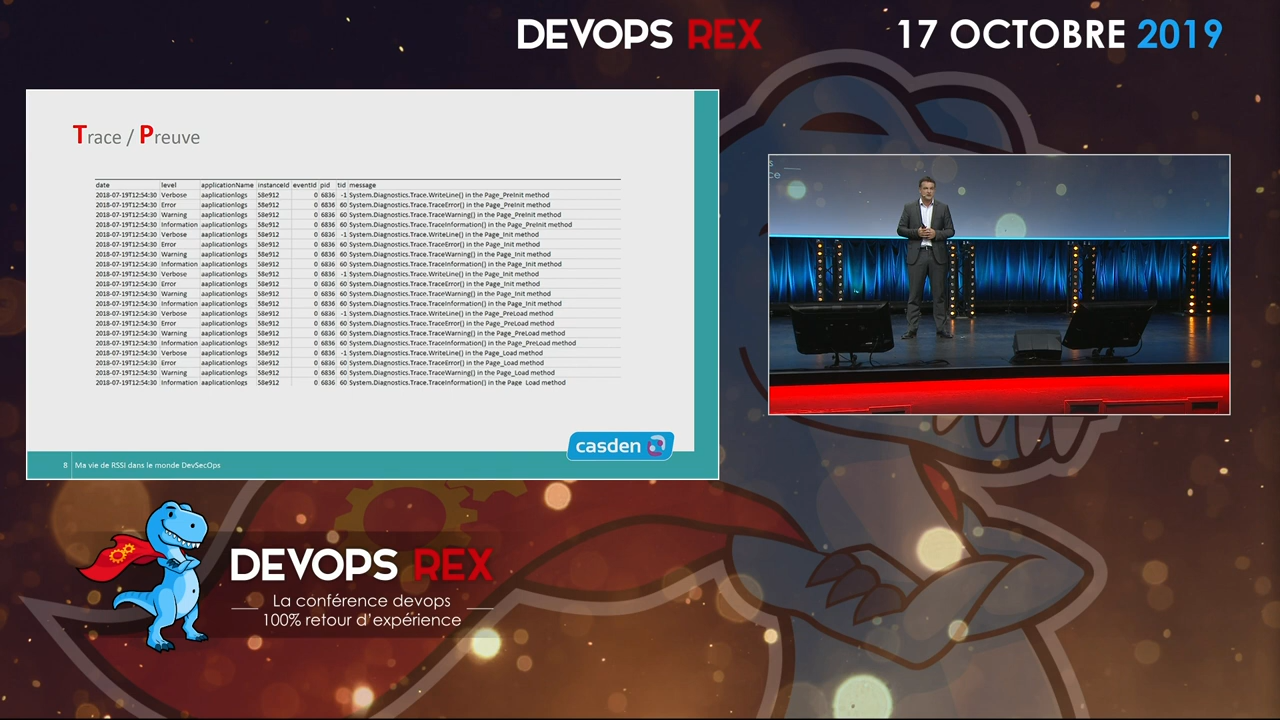 DEVOPS REX
17 OCTOBRE 2019
Trace / Preuve
date level applicationName instanceId eventId pid tid message
2018-07-19T12:54:30 Verbose aaplicationlogs 58e912 0 6836 -1 System.Diagnostics.Trace.WriteLine() in the Page_PreInit method
2018-07-19T12:54:30 Error aaplicationlogs 58e912 0 6836 60 System.Diagnostics.Trace.TraceError() in the Page_PreInit method
2018-07-19T12:54:30 Warning aaplicationlogs 58e912 0 6836 60 System.Diagnostics.Trace.TraceWarning() in the Page_PreInit method
2018-07-19T12:54:30 Information aaplicationlogs 58e912 0 6836 60 System.Diagnostics.Trace.TraceInformation() in the Page_PreInit method
2018-07-19T12:54:30 Verbose aaplicationlogs 58e912 0 6836 -1 System.Diagnostics.Trace.WriteLine() in the Page_Init method
2018-07-19T12:54:30 Error aaplicationlogs 58e912 0 6836 60 System.Diagnostics.Trace.TraceError() in the Page_Init method
2018-07-19T12:54:30 Warning aaplicationlogs 58e912 0 6836 60 System.Diagnostics.Trace.TraceWarning() in the Page_Init method
2018-07-19T12:54:30 Information aaplicationlogs 58e912 0 6836 60 System.Diagnostics.Trace.TraceInformation() in the Page_Init method
2018-07-19T12:54:30 Verbose aaplicationlogs 58e912 0 6836 -1 System.Diagnostics.Trace.WriteLine() in the Page_Init method
2018-07-19T12:54:30 Error aaplicationlogs 58e912 0 6836 60 System.Diagnostics.Trace.TraceError() in the Page_Init method
2018-07-19T12:54:30 Warning aaplicationlogs 58e912 0 6836 60 System.Diagnostics.Trace.TraceWarning() in the Page_Init method
2018-07-19T12:54:30 Information aaplicationlogs 58e912 0 6836 60 System.Diagnostics.Trace.TraceInformation() in the Page_Init method
2018-07-19T12:54:30 Verbose aaplicationlogs 58e912 0 6836 -1 System.Diagnostics.Trace.WriteLine() in the Page_PreLoad method
2018-07-19T12:54:30 Error aaplicationlogs 58e912 0 6836 60 System.Diagnostics.Trace.TraceError() in the Page_PreLoad method
2018-07-19T12:54:30 Warning aaplicationlogs 58e912 0 6836 60 System.Diagnostics.Trace.TraceWarning() in the Page_PreLoad method
2018-07-19T12:54:30 Information aaplicationlogs 58e912 0 6836 60 System.Diagnostics.Trace.TraceInformation() in the Page_PreLoad method
2018-07-19T12:54:30 Verbose aaplicationlogs 58e912 0 6836 -1 System.Diagnostics.Trace.WriteLine() in the Page_Load method
2018-07-19T12:54:30 Error aaplicationlogs 58e912 0 6836 60 System.Diagnostics.Trace.TraceError() in the Page_Load method
2018-07-19T12:54:30 Warning aaplicationlogs 58e912 0 6836 60 System.Diagnostics.Trace.TraceWarning() in the Page_Load method
2018-07-19T12:54:30 Information aaplicationlogs 58e912 0 6836 60 System.Diagnostics.Trace.TraceInformation() in the Page_Load method
casden
8 Ma vie de RSSI dans le monde DevSecOps
DEVOPS REX
La conférence devops
100% retour d'expérience